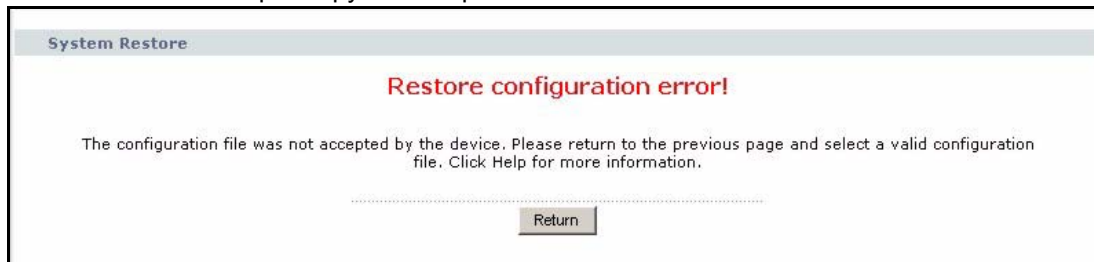 System Restore
Restore configuration error!
The configuration file was not accepted by the device. Please return to the previous page and select a valid configuration
file. Click Help for more information.
Return